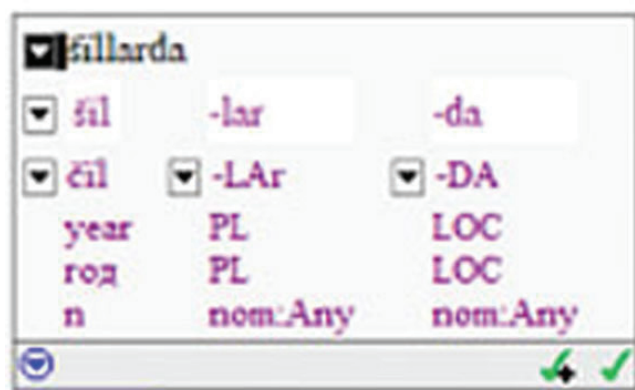 šillarda
šil -lar -da
čil -LAr -DA
year PL LOC
год PL LOC
n nom:Any nom:Any